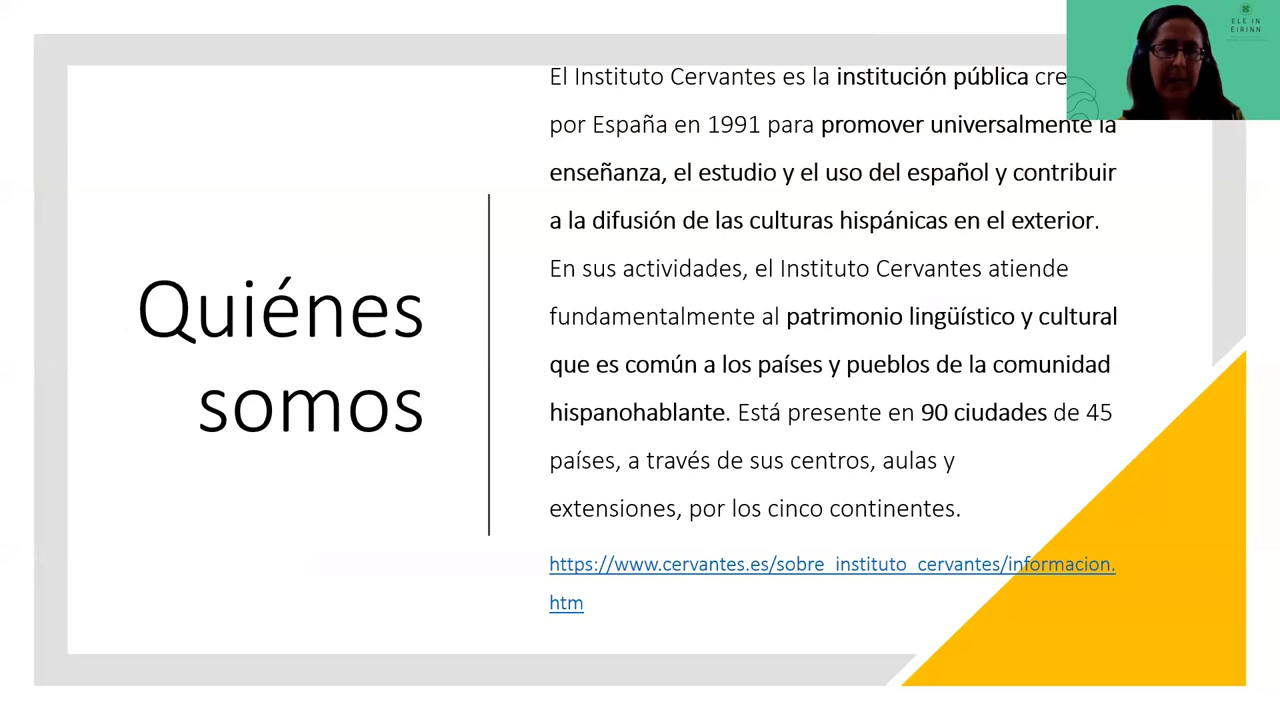 Quiénes
somos
El Instituto Cervantes es la institución pública
por España en 1991 para promover universalmente la
enseñanza, el estudio y el uso del español y contribuir
a la difusión de las culturas hispánicas en el exterior.
En sus actividades, el Instituto Cervantes atiende
fundamentalmente al patrimonio lingüístico y cultural
que es común a los países y pueblos de la comunidad
hispanohablante. Está presente en 90 ciudades de 45
países, a través de sus centros, aulas y
extensiones, por los cinco continentes.
https://www.cervantes.es/sobre_instituto_cervantes/informacion.
htm
ELE IN
ÉIRINN